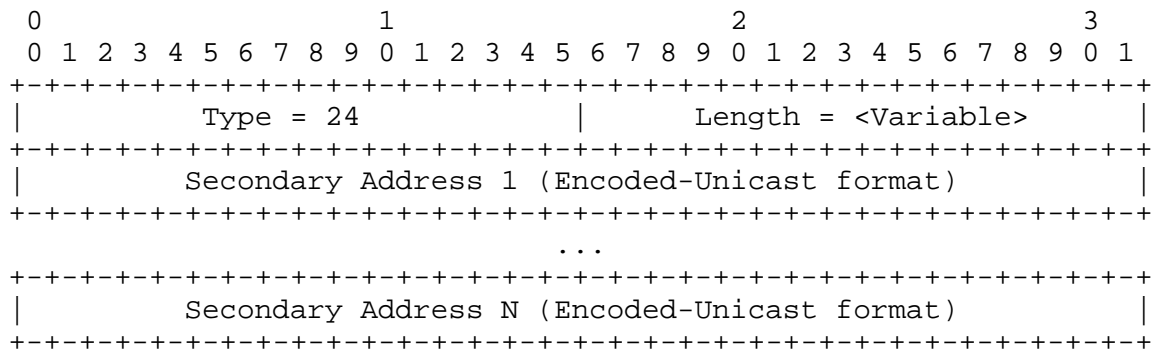 0                   1                   2                   3
0 1 2 3 4 5 6 7 8 9 0 1 2 3 4 5 6 7 8 9 0 1 2 3 4 5 6 7 8 9 0 1
+-+-+-+-+-+-+-+-+-+-+-+-+-+-+-+-+-+-+-+-+-+-+-+-+-+-+-+-+-+-+-+-+
|          Type = 24            |      Length = <Variable>      |
+-+-+-+-+-+-+-+-+-+-+-+-+-+-+-+-+-+-+-+-+-+-+-+-+-+-+-+-+-+-+-+-+
|         Secondary Address 1 (Encoded-Unicast format)          |
+-+-+-+-+-+-+-+-+-+-+-+-+-+-+-+-+-+-+-+-+-+-+-+-+-+-+-+-+-+-+-+-+
...
+-+-+-+-+-+-+-+-+-+-+-+-+-+-+-+-+-+-+-+-+-+-+-+-+-+-+-+-+-+-+-+-+
|         Secondary Address N (Encoded-Unicast format)          |
+-+-+-+-+-+-+-+-+-+-+-+-+-+-+-+-+-+-+-+-+-+-+-+-+-+-+-+-+-+-+-+-+